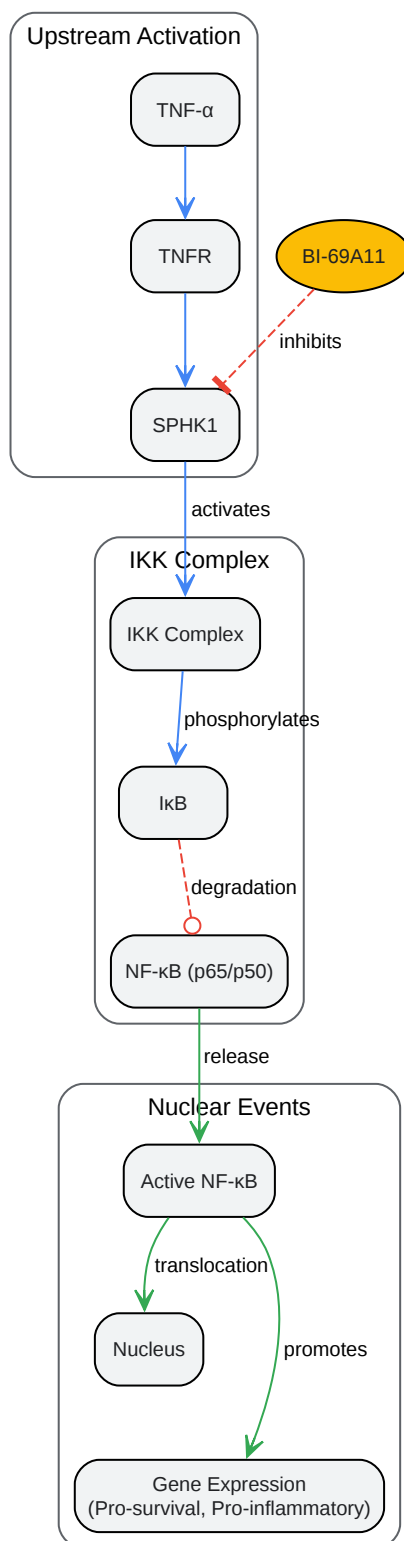 Upstream Activation
TNF-α
TNFR
BI-69A11
inhibits
SPHK1
activates
IKK Complex
IKK Complex
phosphorylates
IκB
degradation
NF-κB (p65/p50)
release
Nuclear Events
Active NF-κB
translocation
Nucleus
promotes
Gene Expression
(Pro-survival, Pro-inflammatory)